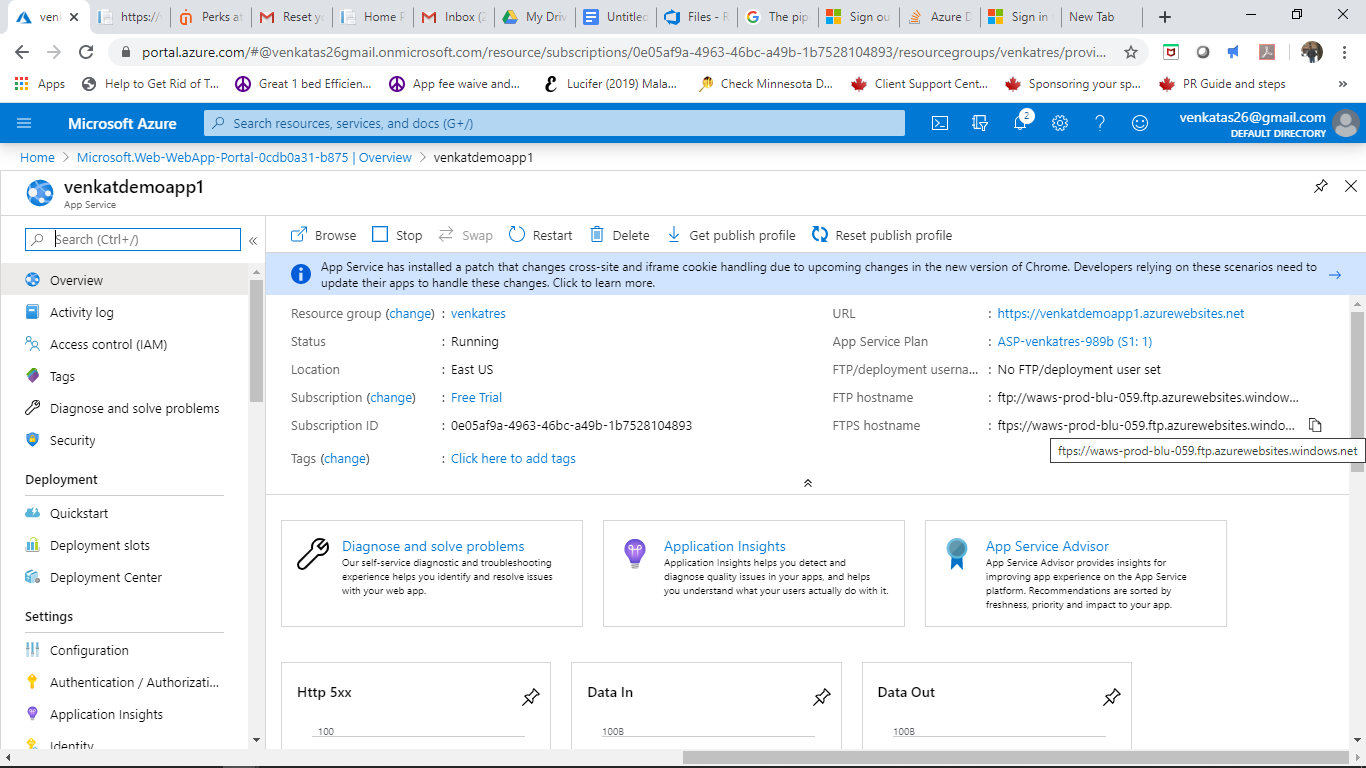 venl
https://
Perks at
Reset yo
Home P
Inbox (2
My Driv
Untitled
Files - R
The pip
Sign ou
Azure D
Sign in
New Tab
portal.azure.com/#@venkatas26gmail.onmicrosoft.com/resource/subscriptions/0e05af9a-4963-46bc-a49b-1b7528104893/resourcegroups/venkatres/provi...
Apps
Help to Get Rid of T...
Great 1 bed Efficien...
App fee waive and...
Lucifer (2019) Mala...
Check Minnesota D...
Client Support Cent...
Sponsoring your sp...
PR Guide and steps
Microsoft Azure
Search resources, services, and docs (G+/)
2
venkatas26@gmail.com
DEFAULT DIRECTORY
Home > Microsoft.Web-WebApp-Portal-0cdb0a31-b875 | Overview > venkatdemoapp1
venkatdemoapp1
App Service
Search (Ctrl+/)
«
Overview
Activity log
Access control (IAM)
Tags
Diagnose and solve problems
Security
Deployment
Quickstart
Deployment slots
Deployment Center
Settings
Configuration
Authentication / Authorizati...
Application Insights
Identity
Browse
Stop
Swap
Restart
Delete
Get publish profile
Reset publish profile
App Service has installed a patch that changes cross-site and iframe cookie handling due to upcoming changes in the new version of Chrome. Developers relying on these scenarios need to
update their apps to handle these changes. Click to learn more.
Resource group (change) : venkatres
Status : Running
Location : East US
Subscription (change) : Free Trial
Subscription ID : 0e05af9a-4963-46bc-a49b-1b7528104893
Tags (change) : Click here to add tags
URL : https://venkatdemoapp1.azurewebsites.net
App Service Plan : ASP-venkatres-989b (S1: 1)
FTP/deployment userna... : No FTP/deployment user set
FTP hostname : ftp://waws-prod-blu-059.ftp.azurewebsites.window...
FTPS hostname : ftps://waws-prod-blu-059.ftp.azurewebsites.windo...
ftps://waws-prod-blu-059.ftp.azurewebsites.windows.net
Diagnose and solve problems
Our self-service diagnostic and troubleshooting
experience helps you identify and resolve issues
with your web app.
Application Insights
Application Insights helps you detect and
diagnose quality issues in your apps, and helps
you understand what your users actually do with it.
App Service Advisor
App Service Advisor provides insights for
improving app experience on the App Service
platform. Recommendations are sorted by
freshness, priority and impact to your app.
Http 5xx
100
Data In
100B
Data Out
100B